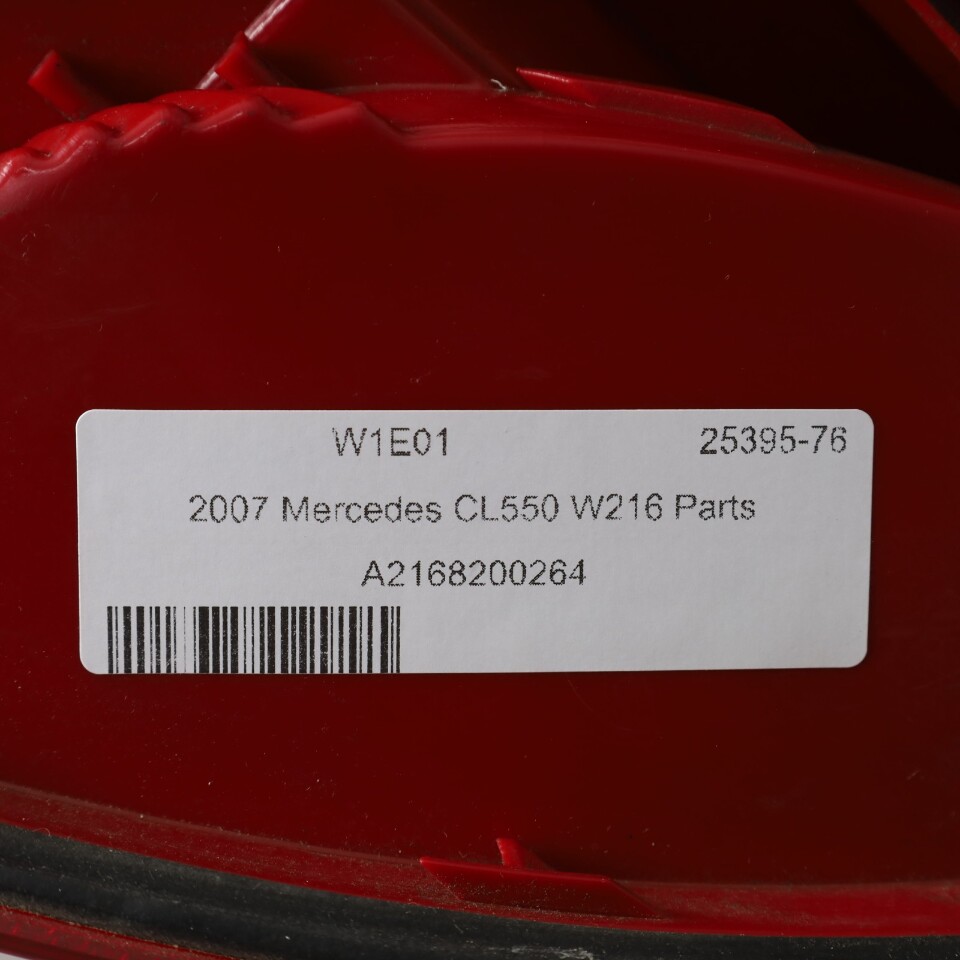 W1E01 25395-76
2007 Mercedes CL550 W216 Parts
A2168200264